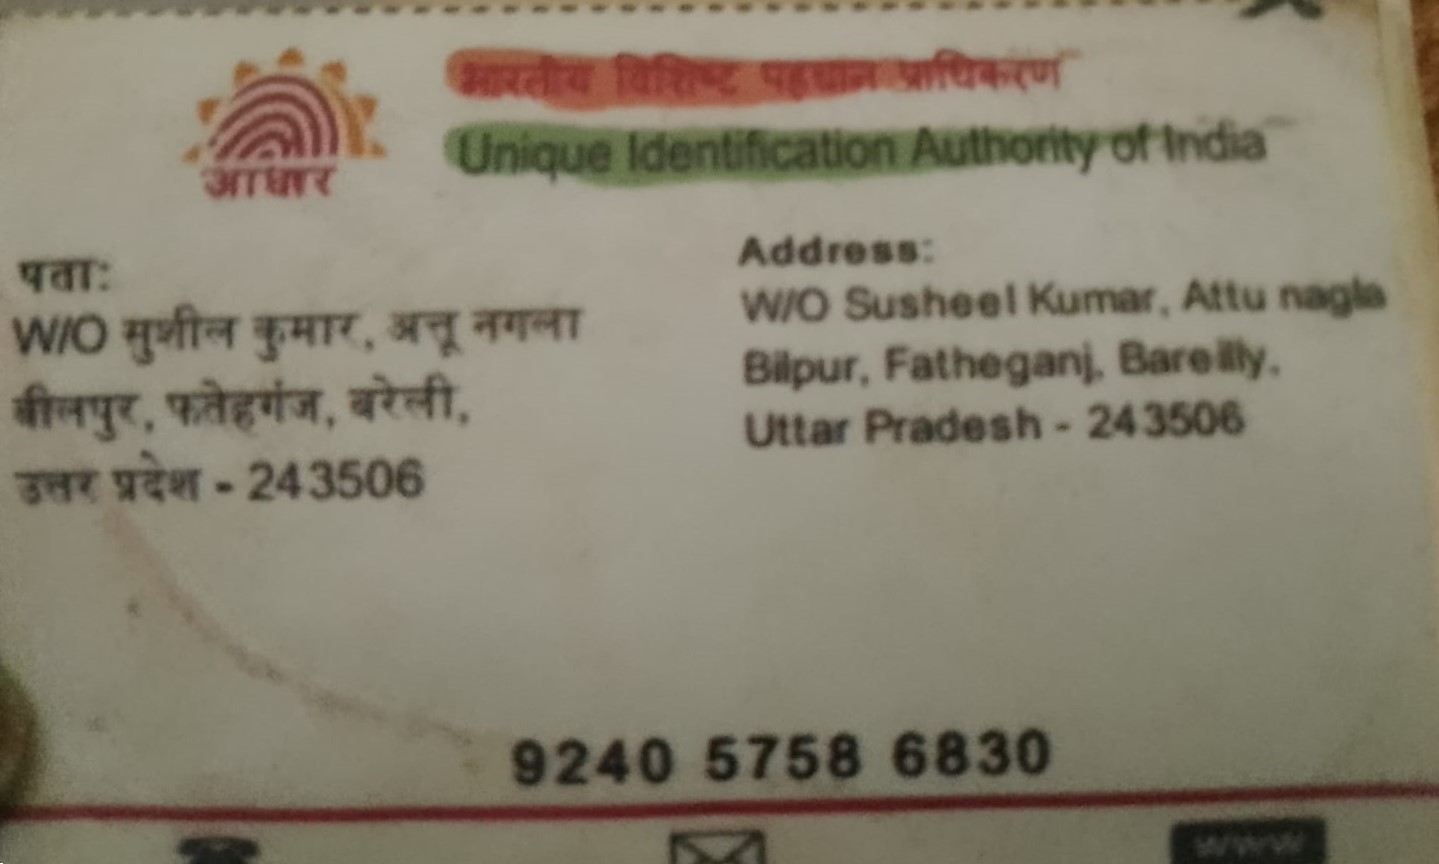 भारतीय विशिष्ट पहचान प्राधिकरण
Unique Identification Authority of India
आधार
पता:
W/O सुशील कुमार, अत्तू नगला
बीलपुर, फतेहगंज, बरेली,
उत्तर प्रदेश - 243506
Address:
W/O Susheel Kumar, Attu nagla
Bilpur, Fatheganj, Bareilly,
Uttar Pradesh - 243506
9240 5758 6830
www